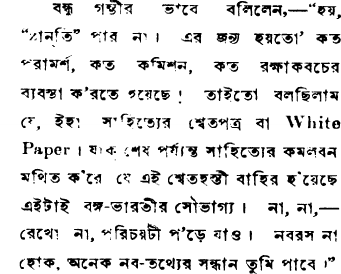 বন্ধু গম্ভীর ভাবে বলিলেন,—“হয়,
পার না। এর জন্য হয়তো’ কত
পরামর্শ, কত কমিশন, কত রক্ষাকবচের
ব্যবস্থা ক’রতে হয়েছে! তাইতো বলছিলাম
যে, ইহা সাহিত্যের শ্বেতপত্র বা White
Paper। যাক্ শেষ পর্য্যন্ত সাহিত্যের কমলবন
মথিত ক’রে যে এই শ্বেতহস্তী বাহির হ’য়েছে
এইটাই বঙ্গ-ভারতীর সৌভাগ্য। না, না,—
রেখো না, পরিচয়টা প’ড়ে যাও। নবরস না
হোক, অনেক নব-তথ্যের সন্ধান তুমি পাবে।”